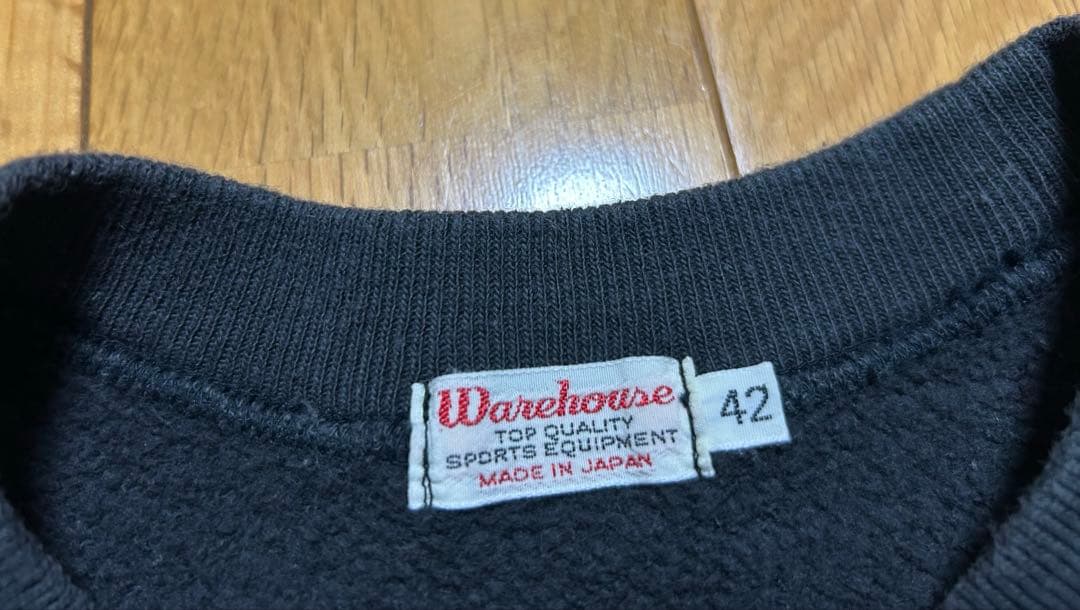 Warehouse
TOP QUALITY
SPORTS EQUIPMENT
MADE IN JAPAN
42